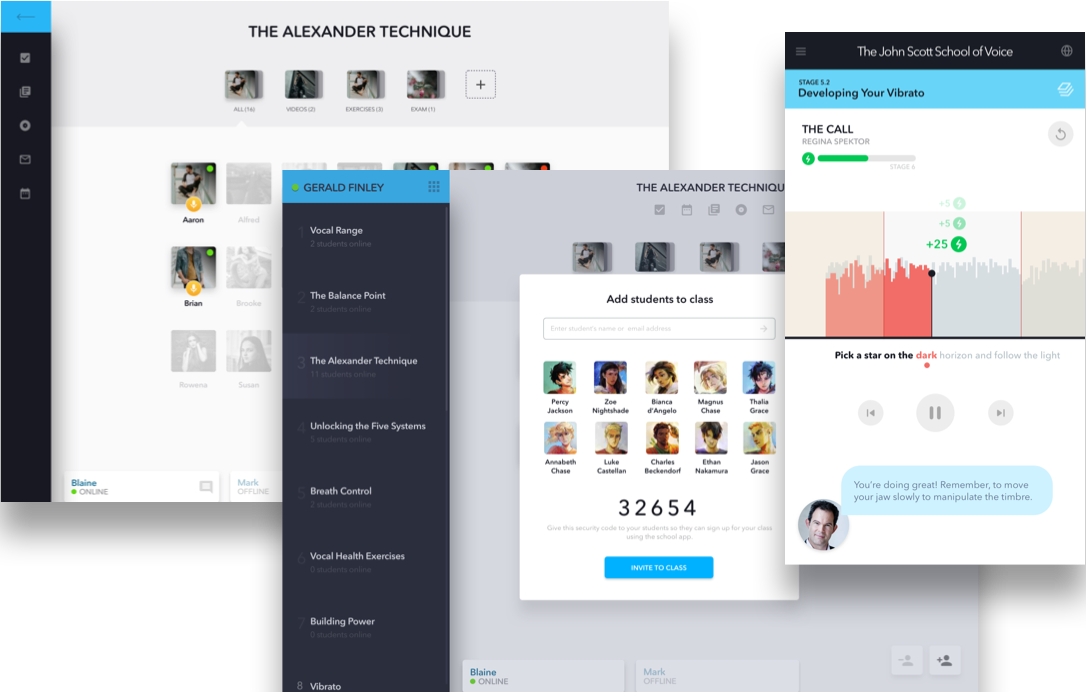 THE ALEXANDER TECHNIQUE
ALL (16)
VIDEOS (2)
EXERCISES (3)
EXAM (1)
Aaron
Alfred
Brian
Brooke
Rowena
Susan
Blaine
ONLINE
Mark
OFFLINE
GERALD FINLEY
1 Vocal Range
2 students online
2 The Balance Point
2 students online
3 The Alexander Technique
11 students online
4 Unlocking the Five Systems
5 students online
5 Breath Control
2 students online
6 Vocal Health Exercises
0 students online
7 Building Power
0 students online
8 Vibrato
THE ALEXANDER TECHNIQU
Add students to class
Enter student's name or email address
Percy Jackson
Zoe Nightshade
Bianca d'Angelo
Magnus Chase
Thalia Grace
Annabeth Chase
Luke Castellan
Charles Beckendorf
Ethan Nakamura
Jason Grace
32654
Give this security code to your students so they can sign up for your class
using the school app.
INVITE TO CLASS
Blaine
ONLINE
Mark
OFFLINE
The John Scott School of Voice
STAGE 5.2
Developing Your Vibrato
THE CALL
REGINA SPEKTOR
STAGE 6
+5
+5
+25
Pick a star on the dark horizon and follow the light
You're doing great! Remember, to move
your jaw slowly to manipulate the timbre.